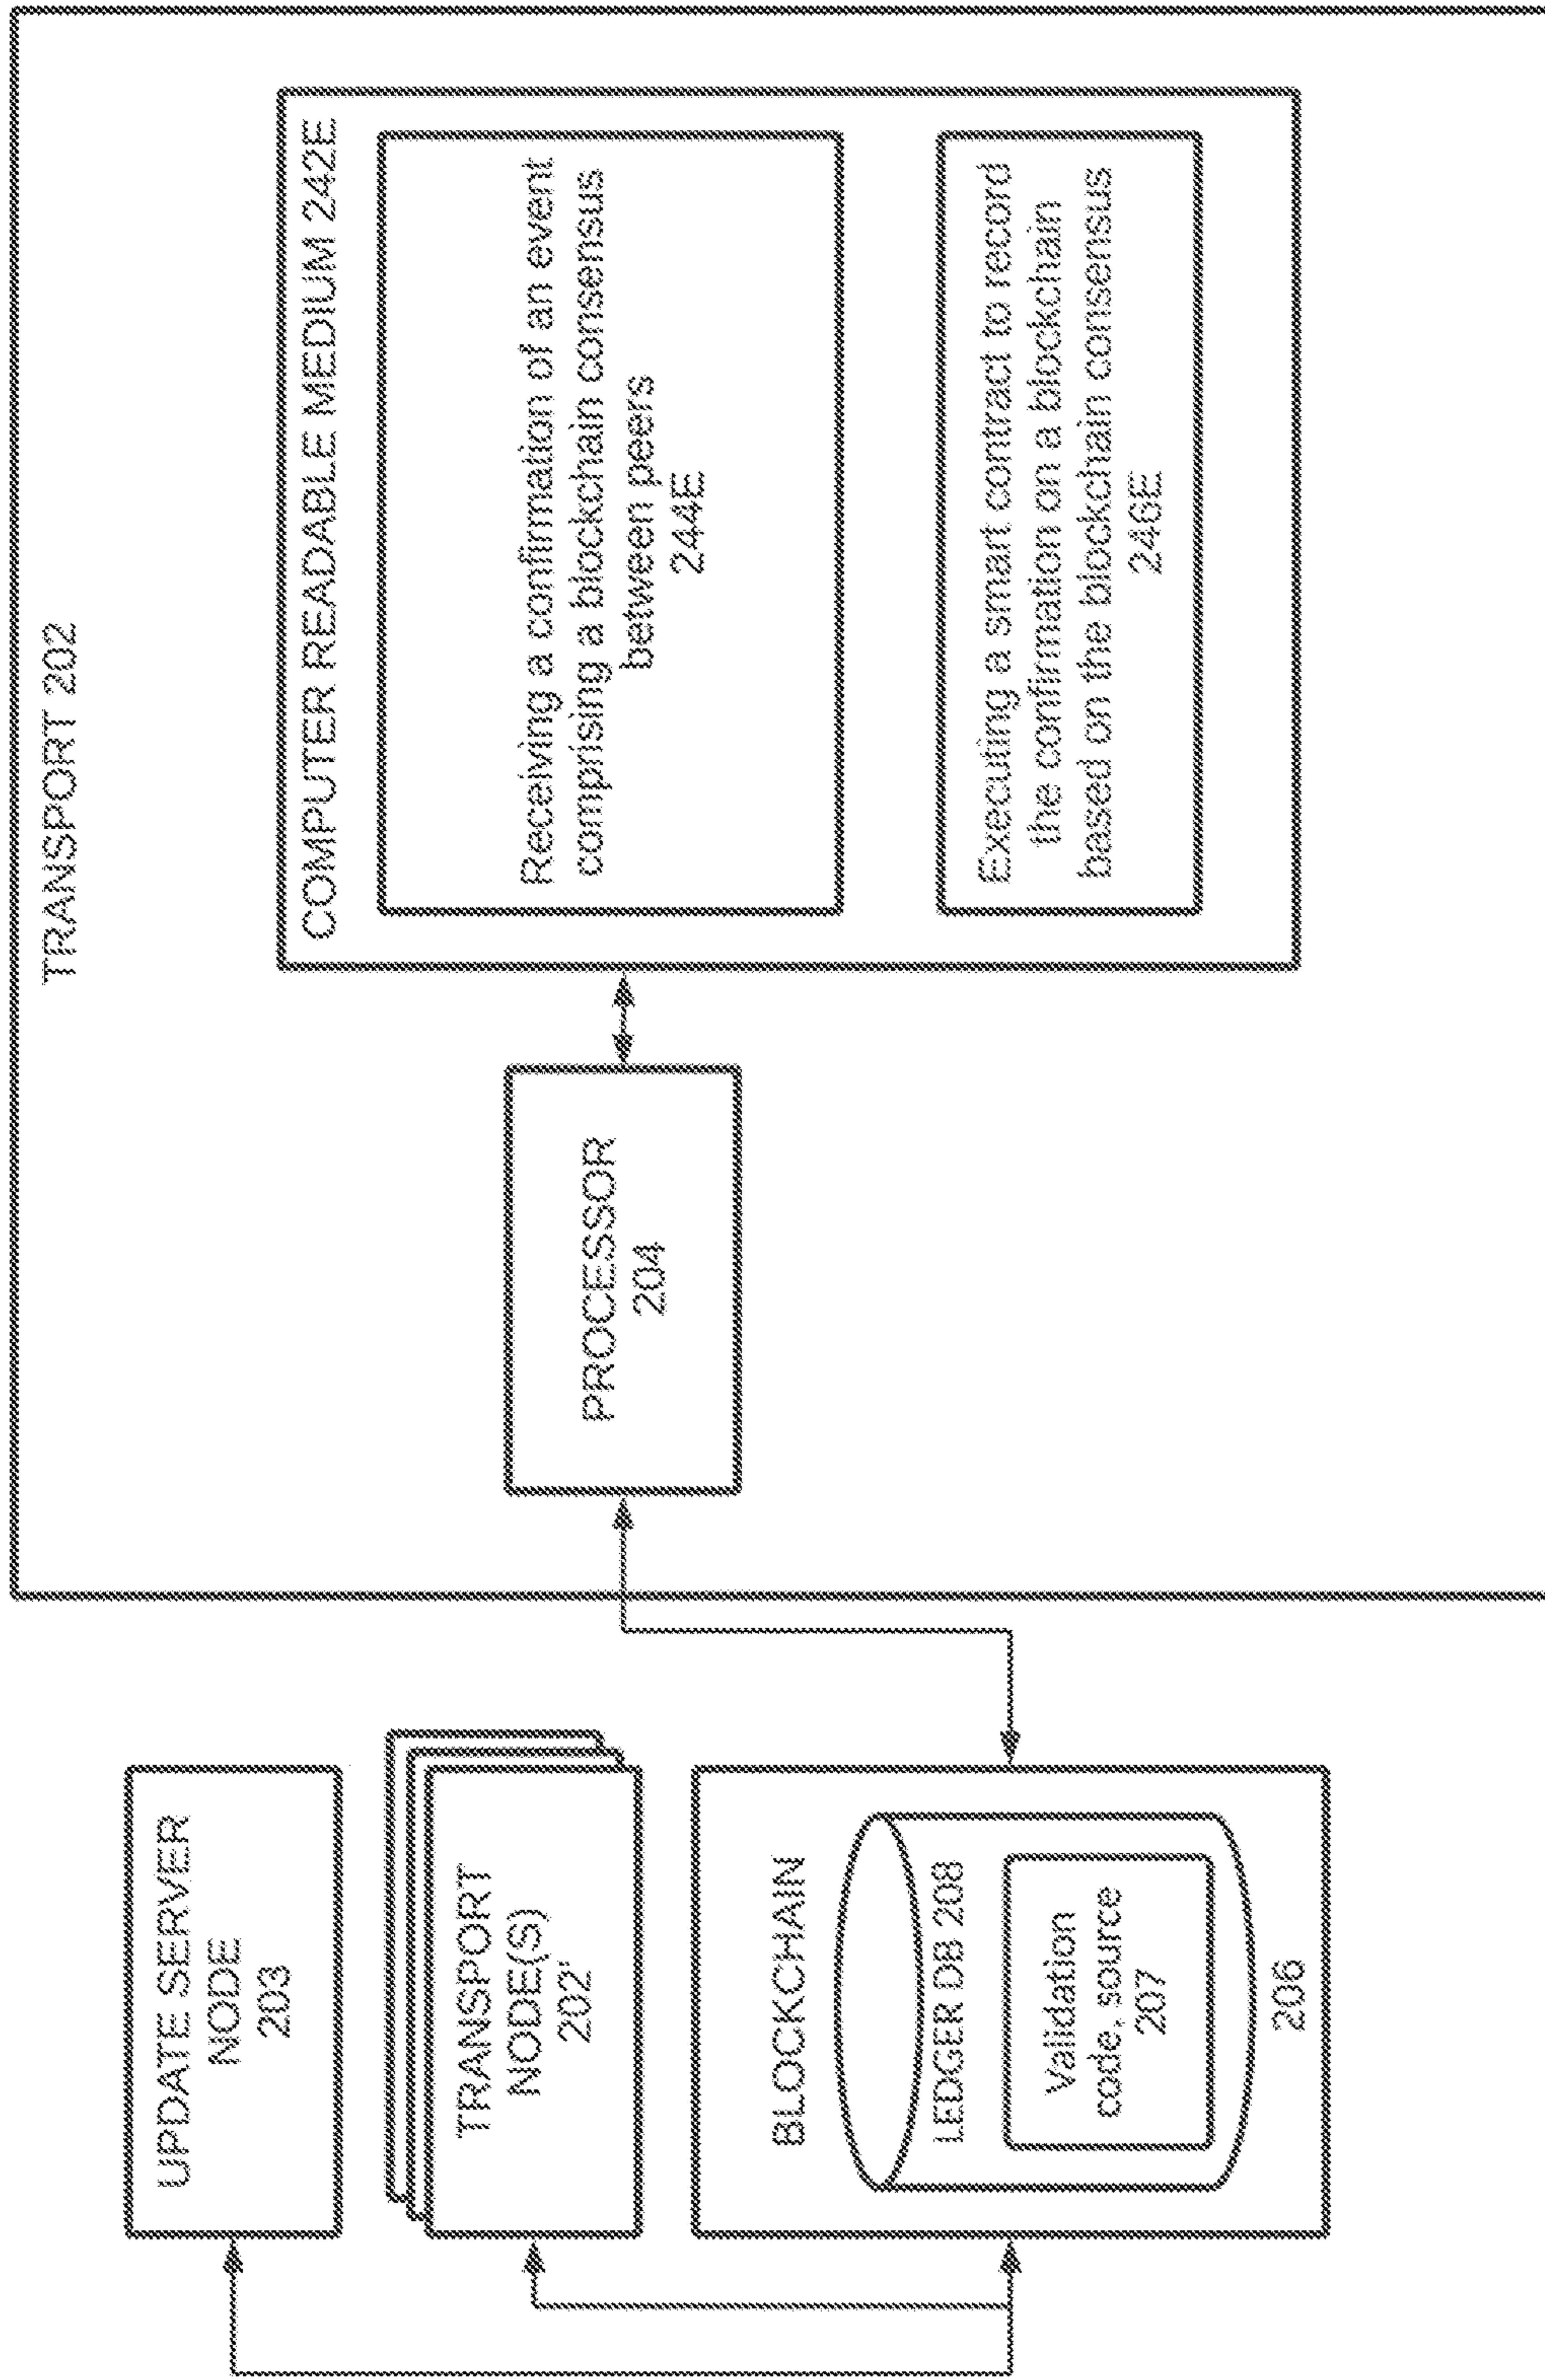 TRANSPORT 202
UPDATE SERVER
NODE
203
TRANSPORT
NODE(S)
202'
BLOCKCHAIN
LEDGER DB 208
Validation
code, source
207
206
PROCESSOR
204
COMPUTER READABLE MEDIUM 242E
Receiving a confirmation of an event
comprising a blockchain consensus
between peers
244E
Executing a smart contract to record
the confirmation on a blockchain
based on the blockchain consensus
246E